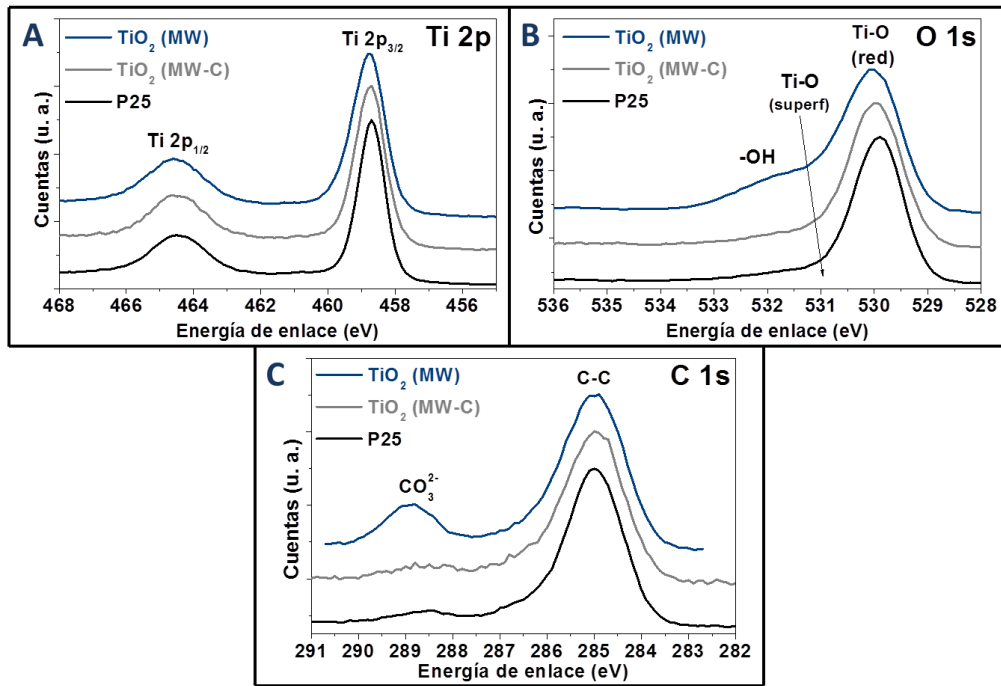 A
TiO₂ (MW)
TiO₂ (MW-C)
P25
Ti 2p₃/₂
Ti 2p
Ti 2p₁/₂
Cuentas (u. a.)
468 466 464 462 460 458 456
Energía de enlace (eV)
B
TiO₂ (MW)
TiO₂ (MW-C)
P25
Ti-O
(red)
O 1s
Ti-O
(superf)
-OH
Cuentas (u. a.)
536 535 534 533 532 531 530 529 528
Energía de enlace (eV)
C
TiO₂ (MW)
TiO₂ (MW-C)
P25
C-C
C 1s
CO₃²⁻
Cuentas (u. a.)
291 290 289 288 287 286 285 284 283 282
Energía de enlace (eV)